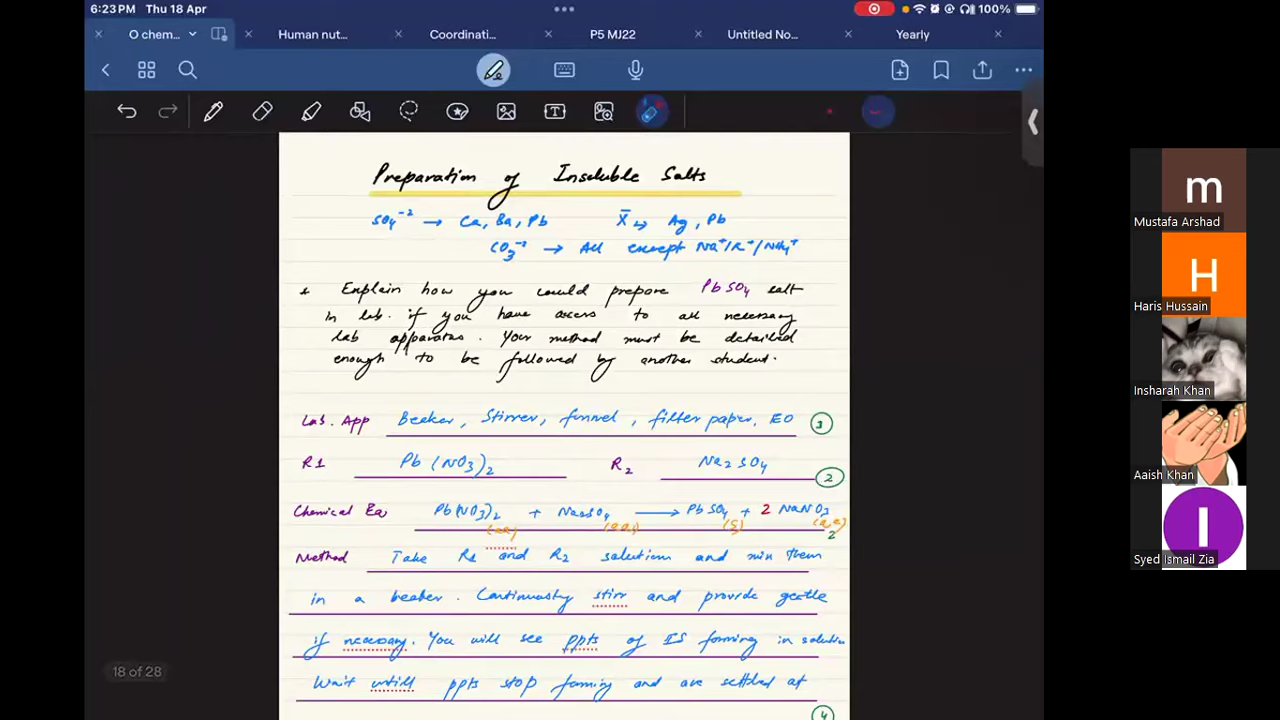 6:23 PM Thu 18 Apr
100%
O chem...
Human nut...
Coordinati...
P5 MJ22
Untitled No...
Yearly
Preparation of Insoluble Salts
SO₄⁻² → Ca, Ba, Pb X̄ ↳ Ag, Pb
CO₃⁻² → All except Na⁺/K⁺/NH₄⁺
* Explain how you would prepare PbSO₄ salt
in lab. if you have access to all necessary
lab apparatus. Your method must be detailed
enough to be followed by another student.
Lab. App Beeker, Stirrer, funnel, filter paper, ED ①
R1 Pb(NO₃)₂ R₂ Na₂SO₄ ②
Chemical Eq Pb(NO₃)₂ + Na₂SO₄ → PbSO₄ + 2 NaNO₃
(aq) (aq) (s) (aq)
2
Method Take R₁ and R₂ solutions and mix them
in a beaker. Continuosly stirr and provide gentle
if necessary. You will see ppts of IS forming in solution
Wait untill ppts stop forming and are settled at
④
18 of 28
m
Mustafa Arshad
H
Haris Hussain
Insharah Khan
Aaish Khan
I
Syed Ismail Zia